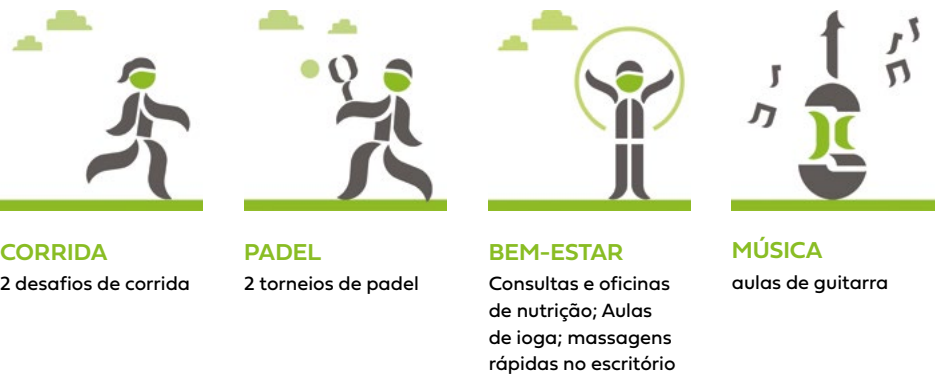 CORRIDA
2 desafios de corrida
PADEL
2 torneios de padel
BEM-ESTAR
Consultas e oficinas
de nutrição; Aulas
de ioga; massagens
rápidas no escritório
MÚSICA
aulas de guitarra